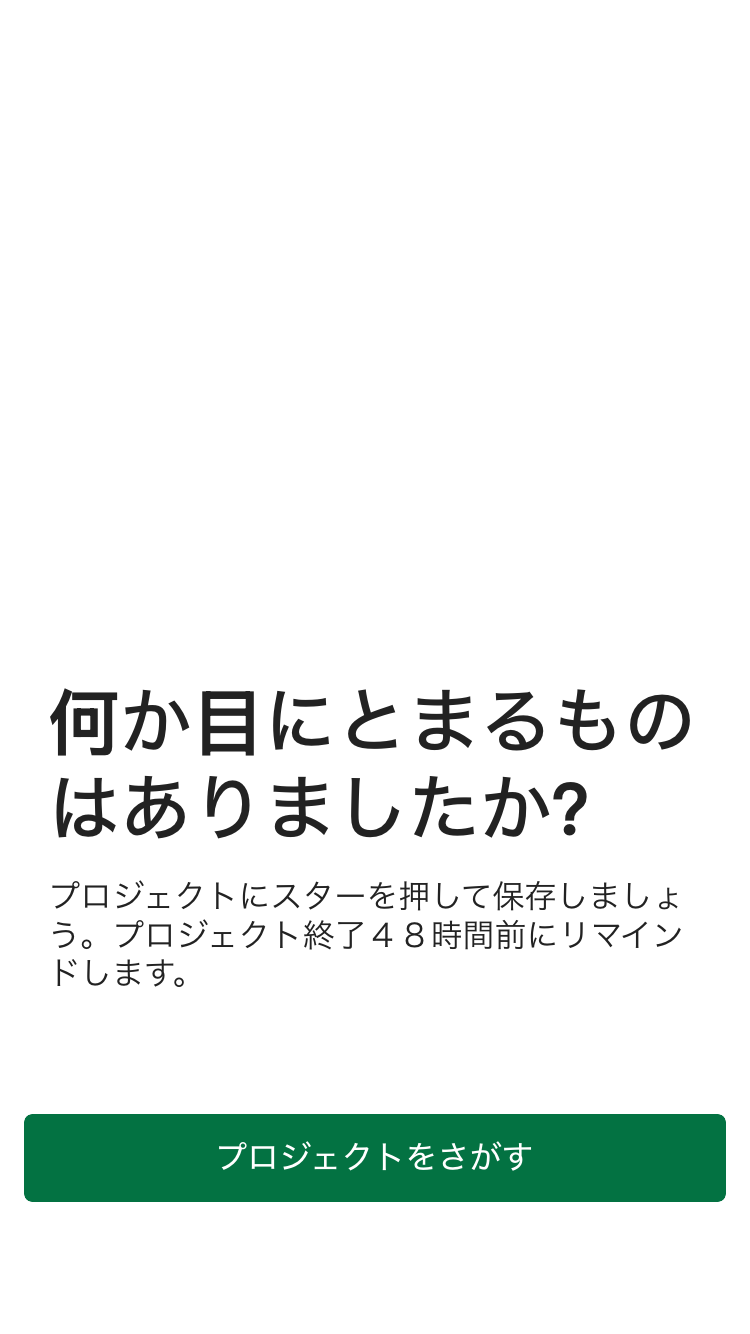 何か目にとまるもの
はありましたか?
プロジェクトにスターを押して保存しましょ
う。プロジェクト終了４８時間前にリマイン
ドします。
プロジェクトをさがす